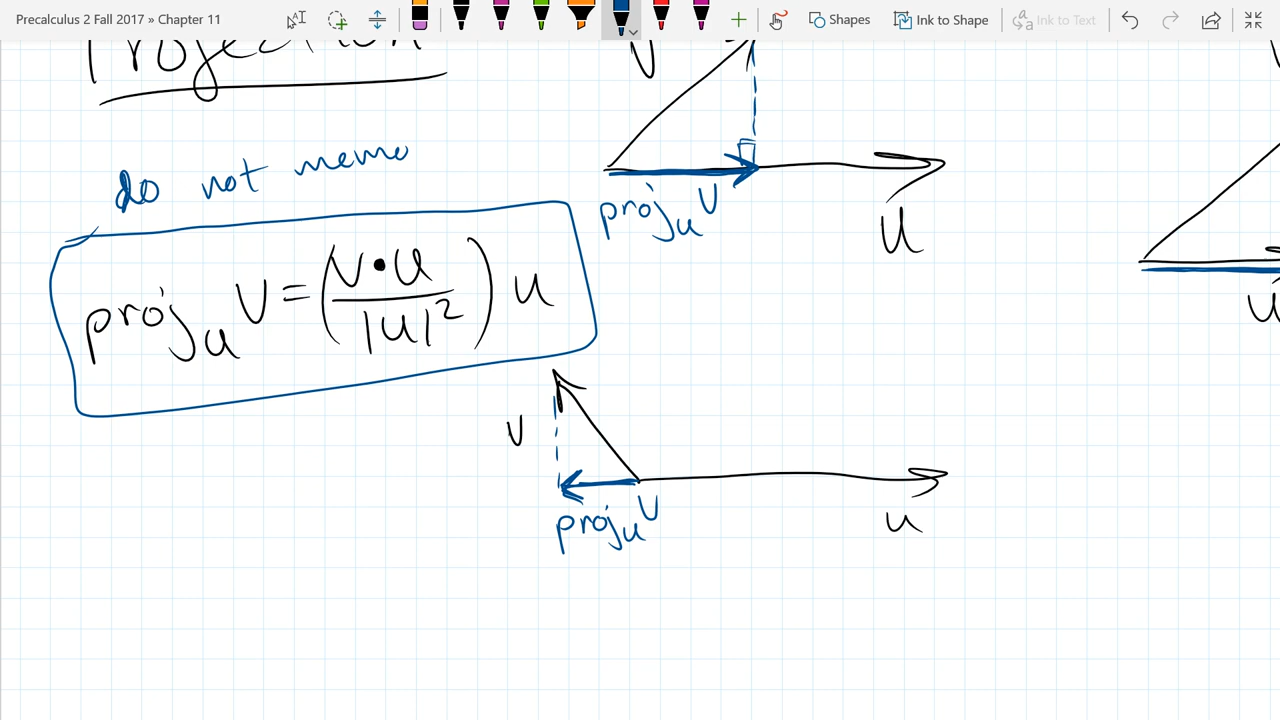 Precalculus 2 Fall 2017 » Chapter 11
Shapes
Ink to Shape
Ink to Text
Projection
do not memo
proj_u V = (V • U / |U|²) u
V
proj_u V
U
V
proj_u V
u
U